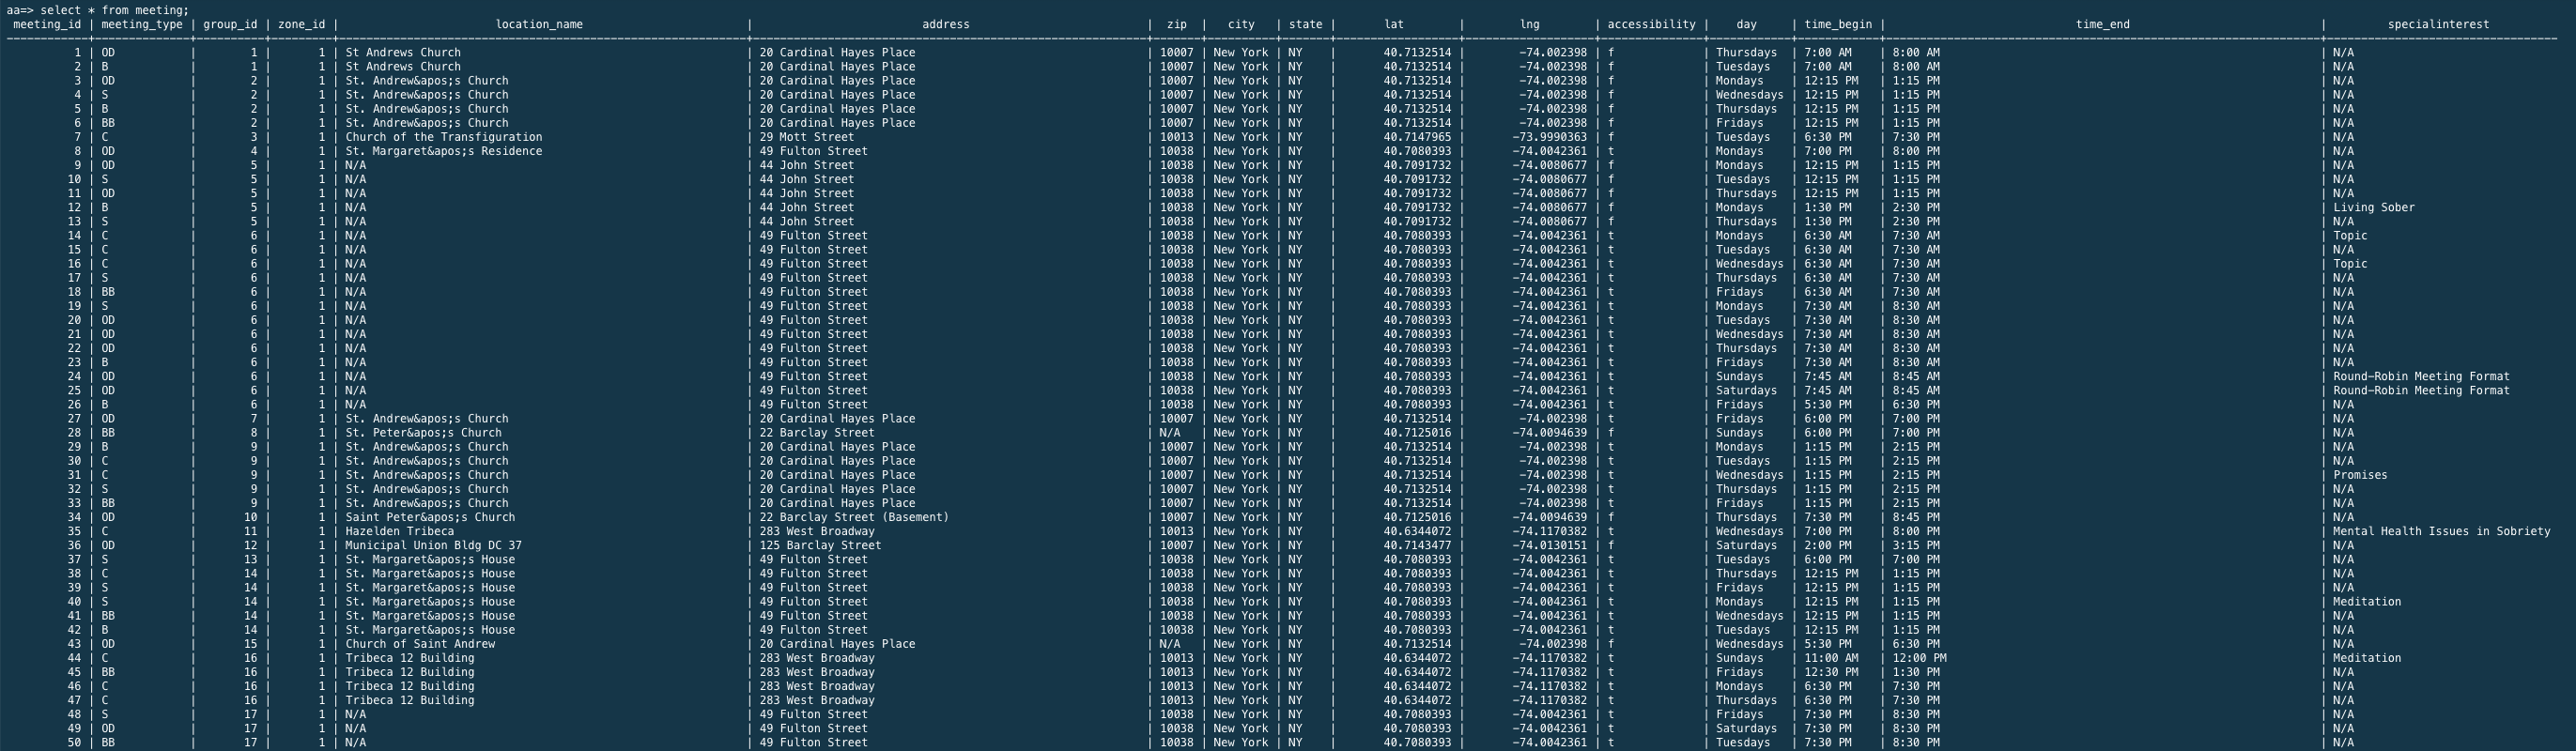 aa=> select * from meeting;
meeting_id | meeting_type | group_id | zone_id | location_name | address | zip | city | state | lat | lng | accessibility | day | time_begin | time_end | specialinterest
1 | OD | 1 | 1 | St Andrews Church | 20 Cardinal Hayes Place | 10007 | New York | NY | 40.7132514 | -74.002398 | f | Thursdays | 7:00 AM | 8:00 AM | N/A
2 | B | 1 | 1 | St Andrews Church | 20 Cardinal Hayes Place | 10007 | New York | NY | 40.7132514 | -74.002398 | f | Tuesdays | 7:00 AM | 8:00 AM | N/A
3 | OD | 2 | 1 | St. Andrew&apos;s Church | 20 Cardinal Hayes Place | 10007 | New York | NY | 40.7132514 | -74.002398 | f | Mondays | 12:15 PM | 1:15 PM | N/A
4 | S | 2 | 1 | St. Andrew&apos;s Church | 20 Cardinal Hayes Place | 10007 | New York | NY | 40.7132514 | -74.002398 | f | Wednesdays | 12:15 PM | 1:15 PM | N/A
5 | B | 2 | 1 | St. Andrew&apos;s Church | 20 Cardinal Hayes Place | 10007 | New York | NY | 40.7132514 | -74.002398 | f | Thursdays | 12:15 PM | 1:15 PM | N/A
6 | BB | 2 | 1 | St. Andrew&apos;s Church | 20 Cardinal Hayes Place | 10007 | New York | NY | 40.7132514 | -74.002398 | f | Fridays | 12:15 PM | 1:15 PM | N/A
7 | C | 3 | 1 | Church of the Transfiguration | 29 Mott Street | 10013 | New York | NY | 40.7147965 | -73.9990363 | f | Tuesdays | 6:30 PM | 7:30 PM | N/A
8 | OD | 4 | 1 | St. Margaret&apos;s Residence | 49 Fulton Street | 10038 | New York | NY | 40.7080393 | -74.0042361 | t | Mondays | 7:00 PM | 8:00 PM | N/A
9 | OD | 5 | 1 | N/A | 44 John Street | 10038 | New York | NY | 40.7091732 | -74.0080677 | f | Mondays | 12:15 PM | 1:15 PM | N/A
10 | S | 5 | 1 | N/A | 44 John Street | 10038 | New York | NY | 40.7091732 | -74.0080677 | f | Tuesdays | 12:15 PM | 1:15 PM | N/A
11 | OD | 5 | 1 | N/A | 44 John Street | 10038 | New York | NY | 40.7091732 | -74.0080677 | f | Thursdays | 12:15 PM | 1:15 PM | N/A
12 | B | 5 | 1 | N/A | 44 John Street | 10038 | New York | NY | 40.7091732 | -74.0080677 | f | Mondays | 1:30 PM | 2:30 PM | Living Sober
13 | S | 5 | 1 | N/A | 44 John Street | 10038 | New York | NY | 40.7091732 | -74.0080677 | f | Thursdays | 1:30 PM | 2:30 PM | N/A
14 | C | 6 | 1 | N/A | 49 Fulton Street | 10038 | New York | NY | 40.7080393 | -74.0042361 | t | Mondays | 6:30 AM | 7:30 AM | Topic
15 | C | 6 | 1 | N/A | 49 Fulton Street | 10038 | New York | NY | 40.7080393 | -74.0042361 | t | Tuesdays | 6:30 AM | 7:30 AM | N/A
16 | C | 6 | 1 | N/A | 49 Fulton Street | 10038 | New York | NY | 40.7080393 | -74.0042361 | t | Wednesdays | 6:30 AM | 7:30 AM | Topic
17 | S | 6 | 1 | N/A | 49 Fulton Street | 10038 | New York | NY | 40.7080393 | -74.0042361 | t | Thursdays | 6:30 AM | 7:30 AM | N/A
18 | BB | 6 | 1 | N/A | 49 Fulton Street | 10038 | New York | NY | 40.7080393 | -74.0042361 | t | Fridays | 6:30 AM | 7:30 AM | N/A
19 | S | 6 | 1 | N/A | 49 Fulton Street | 10038 | New York | NY | 40.7080393 | -74.0042361 | t | Mondays | 7:30 AM | 8:30 AM | N/A
20 | OD | 6 | 1 | N/A | 49 Fulton Street | 10038 | New York | NY | 40.7080393 | -74.0042361 | t | Tuesdays | 7:30 AM | 8:30 AM | N/A
21 | OD | 6 | 1 | N/A | 49 Fulton Street | 10038 | New York | NY | 40.7080393 | -74.0042361 | t | Wednesdays | 7:30 AM | 8:30 AM | N/A
22 | OD | 6 | 1 | N/A | 49 Fulton Street | 10038 | New York | NY | 40.7080393 | -74.0042361 | t | Thursdays | 7:30 AM | 8:30 AM | N/A
23 | B | 6 | 1 | N/A | 49 Fulton Street | 10038 | New York | NY | 40.7080393 | -74.0042361 | t | Fridays | 7:30 AM | 8:30 AM | N/A
24 | OD | 6 | 1 | N/A | 49 Fulton Street | 10038 | New York | NY | 40.7080393 | -74.0042361 | t | Sundays | 7:45 AM | 8:45 AM | Round-Robin Meeting Format
25 | OD | 6 | 1 | N/A | 49 Fulton Street | 10038 | New York | NY | 40.7080393 | -74.0042361 | t | Saturdays | 7:45 AM | 8:45 AM | Round-Robin Meeting Format
26 | B | 6 | 1 | N/A | 49 Fulton Street | 10038 | New York | NY | 40.7080393 | -74.0042361 | t | Fridays | 5:30 PM | 6:30 PM | N/A
27 | OD | 7 | 1 | St. Andrew&apos;s Church | 20 Cardinal Hayes Place | 10007 | New York | NY | 40.7132514 | -74.002398 | f | Fridays | 6:00 PM | 7:00 PM | N/A
28 | BB | 8 | 1 | St. Peter&apos;s Church | 22 Barclay Street | N/A | New York | NY | 40.7125016 | -74.0094639 | f | Sundays | 6:00 PM | 7:00 PM | N/A
29 | B | 9 | 1 | St. Andrew&apos;s Church | 20 Cardinal Hayes Place | 10007 | New York | NY | 40.7132514 | -74.002398 | t | Mondays | 1:15 PM | 2:15 PM | N/A
30 | C | 9 | 1 | St. Andrew&apos;s Church | 20 Cardinal Hayes Place | 10007 | New York | NY | 40.7132514 | -74.002398 | t | Tuesdays | 1:15 PM | 2:15 PM | N/A
31 | C | 9 | 1 | St. Andrew&apos;s Church | 20 Cardinal Hayes Place | 10007 | New York | NY | 40.7132514 | -74.002398 | t | Wednesdays | 1:15 PM | 2:15 PM | Promises
32 | S | 9 | 1 | St. Andrew&apos;s Church | 20 Cardinal Hayes Place | 10007 | New York | NY | 40.7132514 | -74.002398 | t | Thursdays | 1:15 PM | 2:15 PM | N/A
33 | BB | 9 | 1 | St. Andrew&apos;s Church | 20 Cardinal Hayes Place | 10007 | New York | NY | 40.7132514 | -74.002398 | t | Fridays | 1:15 PM | 2:15 PM | N/A
34 | OD | 10 | 1 | Saint Peter&apos;s Church | 22 Barclay Street (Basement) | 10007 | New York | NY | 40.7125016 | -74.0094639 | f | Thursdays | 7:30 PM | 8:45 PM | N/A
35 | C | 11 | 1 | Hazelden Tribeca | 283 West Broadway | 10013 | New York | NY | 40.6344072 | -74.1170382 | t | Wednesdays | 7:00 PM | 8:00 PM | Mental Health Issues in Sobriety
36 | OD | 12 | 1 | Municipal Union Bldg DC 37 | 125 Barclay Street | 10007 | New York | NY | 40.7143477 | -74.0130151 | f | Saturdays | 2:00 PM | 3:15 PM | N/A
37 | S | 13 | 1 | St. Margaret&apos;s House | 49 Fulton Street | 10038 | New York | NY | 40.7080393 | -74.0042361 | t | Tuesdays | 6:00 PM | 7:00 PM | N/A
38 | C | 14 | 1 | St. Margaret&apos;s House | 49 Fulton Street | 10038 | New York | NY | 40.7080393 | -74.0042361 | t | Thursdays | 12:15 PM | 1:15 PM | N/A
39 | S | 14 | 1 | St. Margaret&apos;s House | 49 Fulton Street | 10038 | New York | NY | 40.7080393 | -74.0042361 | t | Fridays | 12:15 PM | 1:15 PM | N/A
40 | S | 14 | 1 | St. Margaret&apos;s House | 49 Fulton Street | 10038 | New York | NY | 40.7080393 | -74.0042361 | t | Mondays | 12:15 PM | 1:15 PM | Meditation
41 | BB | 14 | 1 | St. Margaret&apos;s House | 49 Fulton Street | 10038 | New York | NY | 40.7080393 | -74.0042361 | t | Wednesdays | 12:15 PM | 1:15 PM | N/A
42 | B | 14 | 1 | St. Margaret&apos;s House | 49 Fulton Street | 10038 | New York | NY | 40.7080393 | -74.0042361 | t | Tuesdays | 12:15 PM | 1:15 PM | N/A
43 | OD | 15 | 1 | Church of Saint Andrew | 20 Cardinal Hayes Place | N/A | New York | NY | 40.7132514 | -74.002398 | f | Wednesdays | 5:30 PM | 6:30 PM | N/A
44 | C | 16 | 1 | Tribeca 12 Building | 283 West Broadway | 10013 | New York | NY | 40.6344072 | -74.1170382 | t | Sundays | 11:00 AM | 12:00 PM | Meditation
45 | BB | 16 | 1 | Tribeca 12 Building | 283 West Broadway | 10013 | New York | NY | 40.6344072 | -74.1170382 | t | Fridays | 12:30 PM | 1:30 PM | N/A
46 | C | 16 | 1 | Tribeca 12 Building | 283 West Broadway | 10013 | New York | NY | 40.6344072 | -74.1170382 | t | Mondays | 6:30 PM | 7:30 PM | N/A
47 | C | 16 | 1 | Tribeca 12 Building | 283 West Broadway | 10013 | New York | NY | 40.6344072 | -74.1170382 | t | Thursdays | 6:30 PM | 7:30 PM | N/A
48 | S | 17 | 1 | N/A | 49 Fulton Street | 10038 | New York | NY | 40.7080393 | -74.0042361 | t | Fridays | 7:30 PM | 8:30 PM | N/A
49 | OD | 17 | 1 | N/A | 49 Fulton Street | 10038 | New York | NY | 40.7080393 | -74.0042361 | t | Saturdays | 7:30 PM | 8:30 PM | N/A
50 | BB | 17 | 1 | N/A | 49 Fulton Street | 10038 | New York | NY | 40.7080393 | -74.0042361 | t | Tuesdays | 7:30 PM | 8:30 PM | N/A